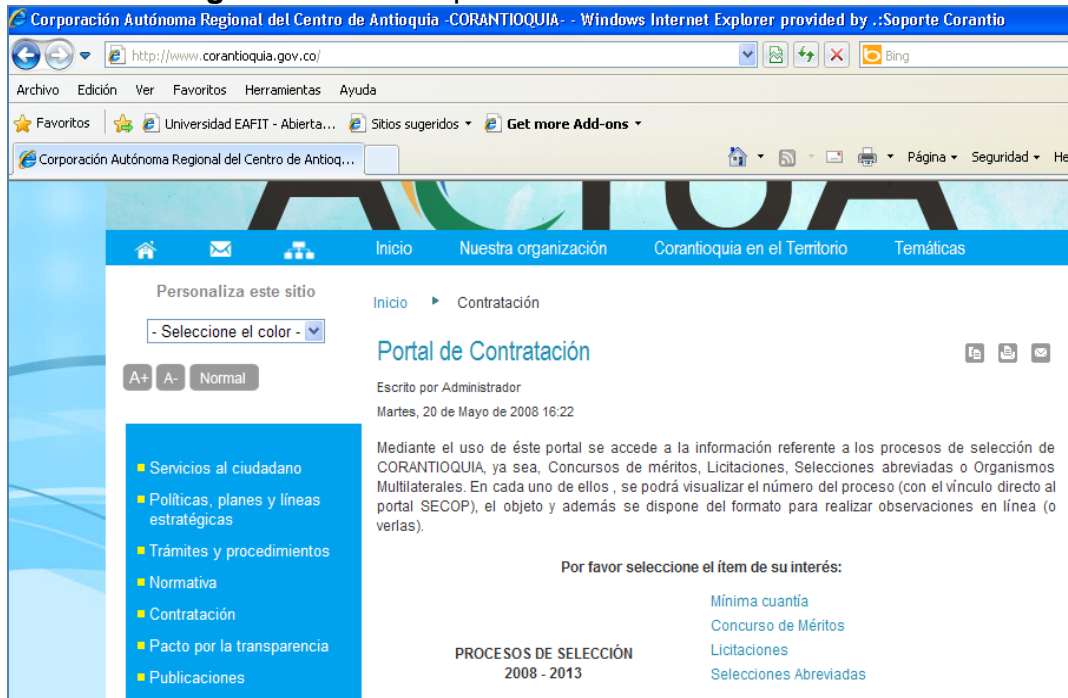 Corporación Autónoma Regional del Centro de Antioquia -CORANTIOQUIA- - Windows Internet Explorer provided by .:Soporte Corantio
http://www.corantioquia.gov.co/
Bing
Archivo Edición Ver Favoritos Herramientas Ayuda
Favoritos Universidad EAFIT - Abierta... Sitios sugeridos Get more Add-ons
Corporación Autónoma Regional del Centro de Antioq...
Página Seguridad He
Inicio Nuestra organización Corantioquia en el Territorio Temáticas
Personaliza este sitio
- Seleccione el color -
A+ A- Normal
Servicios al ciudadano
Políticas, planes y líneas
estratégicas
Trámites y procedimientos
Normativa
Contratación
Pacto por la transparencia
Publicaciones
Inicio Contratación
Portal de Contratación
Escrito por Administrador
Martes, 20 de Mayo de 2008 16:22
Mediante el uso de éste portal se accede a la información referente a los procesos de selección de
CORANTIOQUIA, ya sea, Concursos de méritos, Licitaciones, Selecciones abreviadas o Organismos
Multilaterales. En cada uno de ellos , se podrá visualizar el número del proceso (con el vínculo directo al
portal SECOP), el objeto y además se dispone del formato para realizar observaciones en línea (o
verlas).
Por favor seleccione el ítem de su interés:
PROCESOS DE SELECCIÓN
2008 - 2013
Mínima cuantía
Concurso de Méritos
Licitaciones
Selecciones Abreviadas